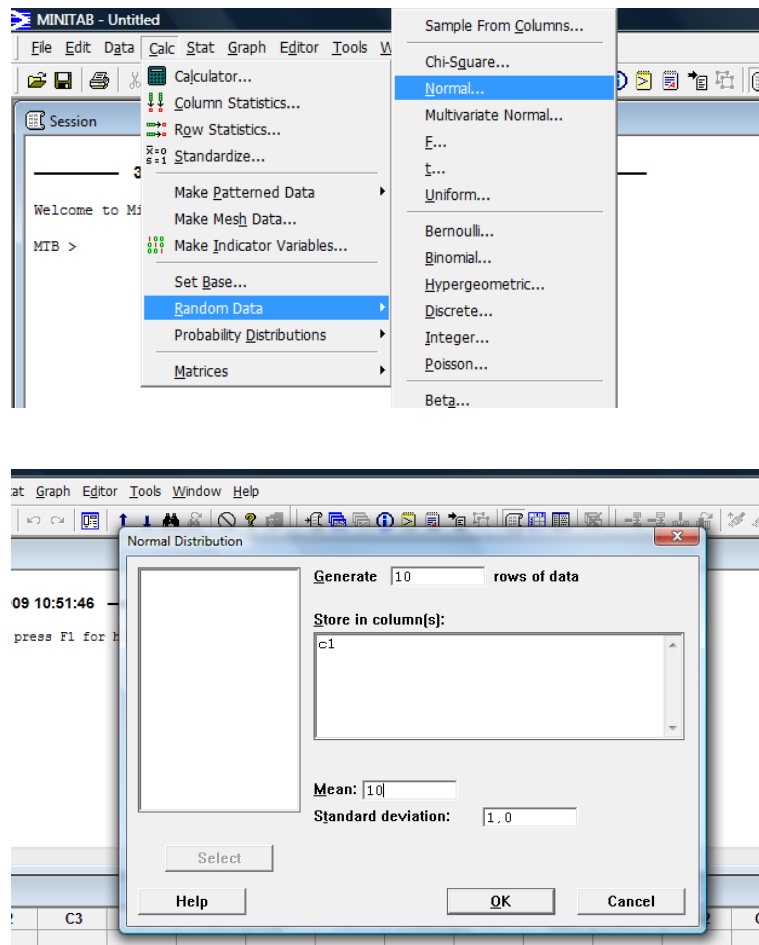 MINITAB - Untitled
File Edit Data Calc Stat Graph Editor Tools W
Calculator...
Column Statistics...
Row Statistics...
Standardize...
Make Patterned Data
Make Mesh Data...
Make Indicator Variables...
Set Base...
Random Data
Probability Distributions
Matrices
Sample From Columns...
Chi-Square...
Normal...
Multivariate Normal...
F...
t...
Uniform...
Bernoulli...
Binomial...
Hypergeometric...
Discrete...
Integer...
Poisson...
Beta...
Session
3
Welcome to Mi
MTB >
tat Graph Editor Tools Window Help
Normal Distribution
09 10:51:46
press F1 for h
Generate 10 rows of data
Store in column(s):
c1
Mean: 10
Standard deviation: 1,0
Select
Help OK Cancel
C3